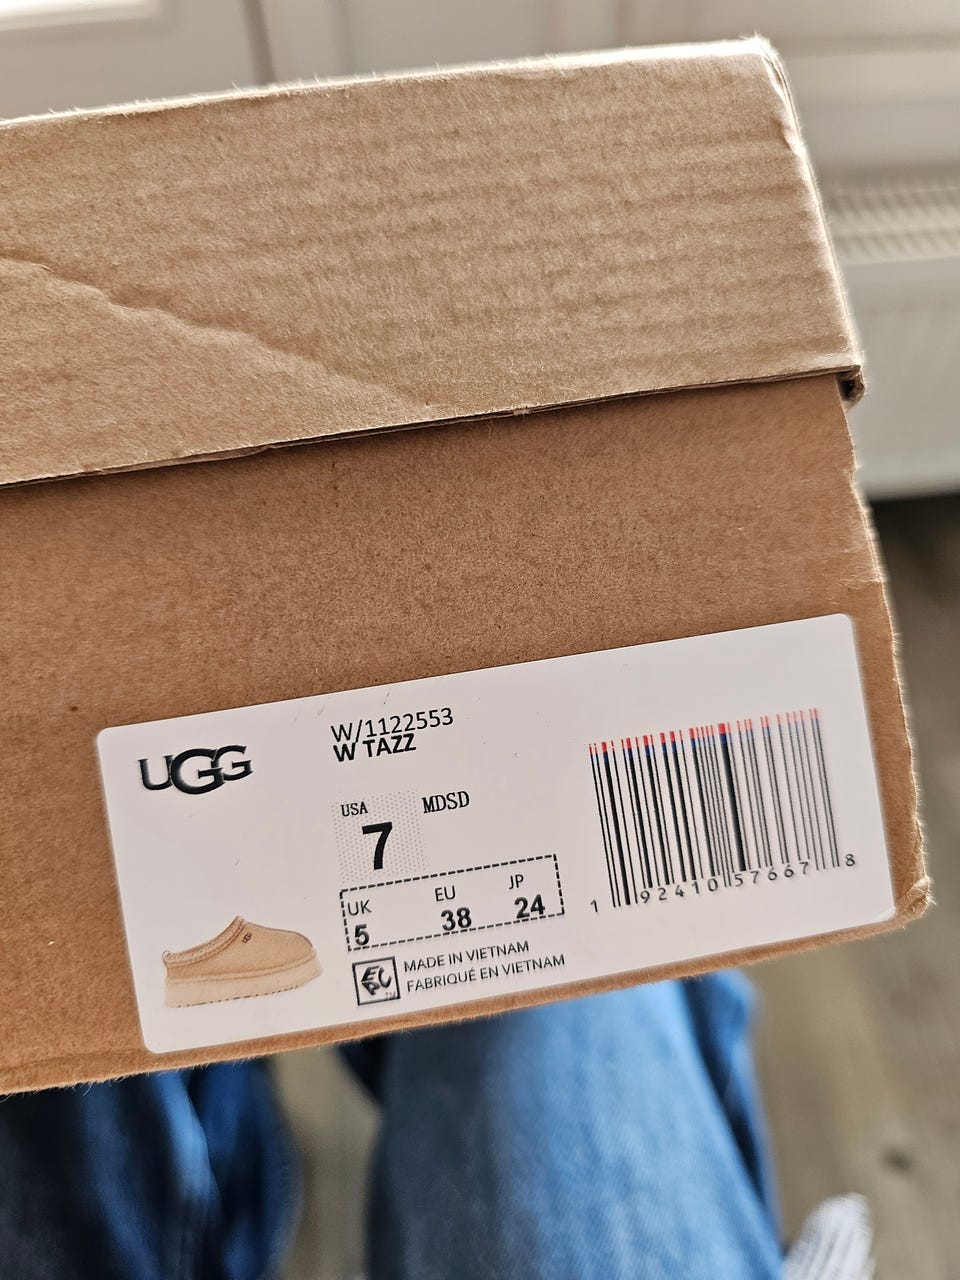 UGG
W/1122553
W TAZZ
USA
MDSD
7
UK EU JP
5 38 24
MADE IN VIETNAM
FABRIQUÉ EN VIETNAM
1 92410 57667 8
UGG